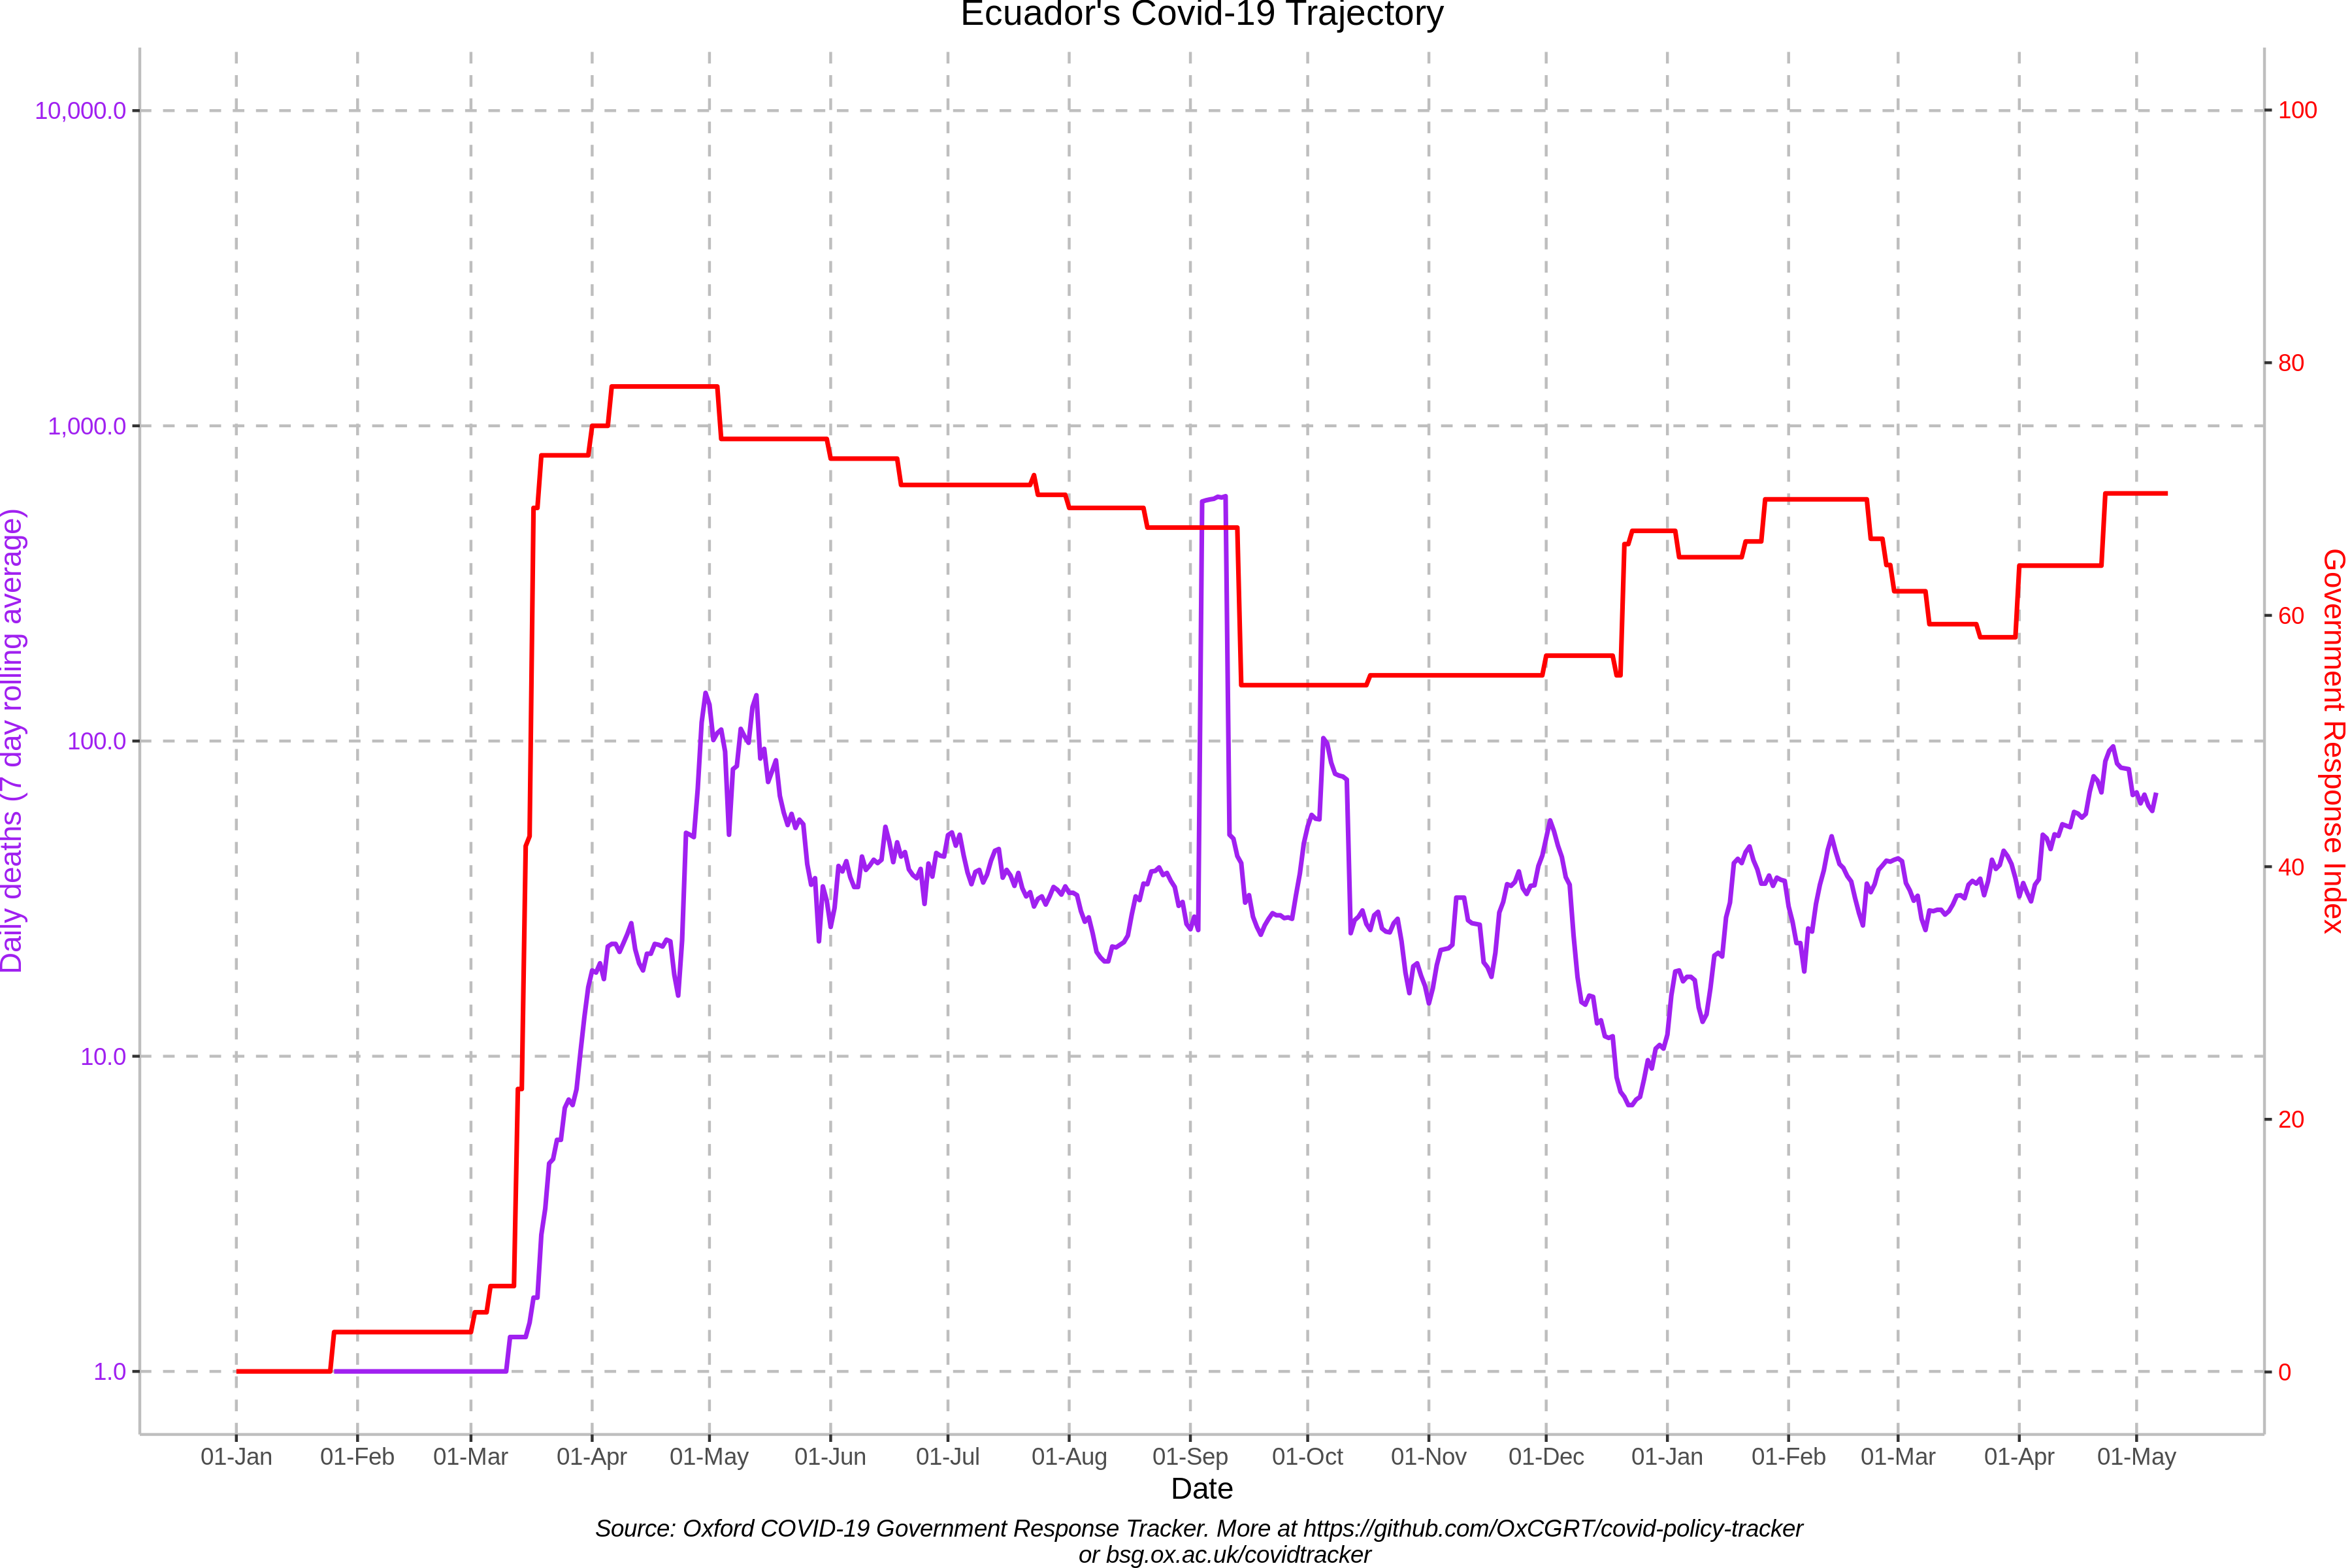 Ecuador's Covid-19 Trajectory
10,000.0
1,000.0
100.0
10.0
1.0
Daily deaths (7 day rolling average)
100
80
60
40
20
0
Government Response Index
01-Jan 01-Feb 01-Mar 01-Apr 01-May 01-Jun 01-Jul 01-Aug 01-Sep 01-Oct 01-Nov 01-Dec 01-Jan 01-Feb 01-Mar 01-Apr 01-May
Date
Source: Oxford COVID-19 Government Response Tracker. More at https://github.com/OxCGRT/covid-policy-tracker
or bsg.ox.ac.uk/covidtracker